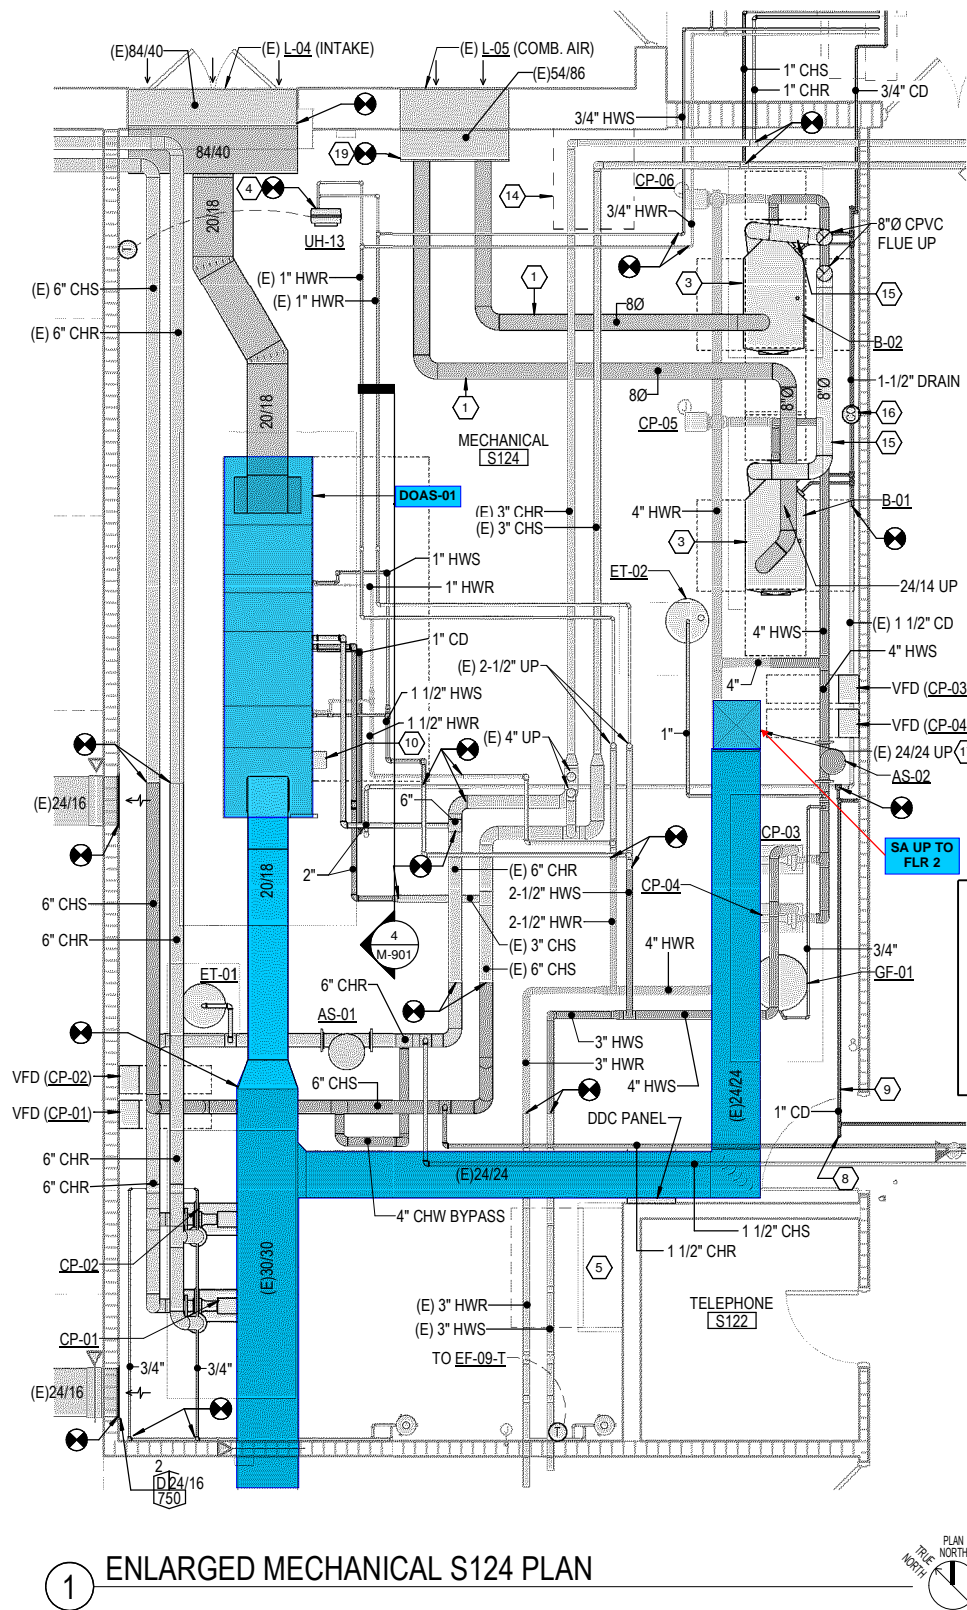 (E)84/40
(E) L-04 (INTAKE)
(E) L-05 (COMB. AIR)
(E)54/86
1" CHS
1" CHR
3/4" CD
3/4" HWS
84/40
19
4
14
CP-06
3/4" HWR
8"Ø CPVC
FLUE UP
20/18
UH-13
T
(E) 6" CHS
(E) 1" HWR
(E) 1" HWR
1
3
15
8Ø
(E) 6" CHR
B-02
1-1/2" DRAIN
8Ø
8"Ø
8"Ø
1
20/18
16
CP-05
MECHANICAL
S124
15
DOAS-01
B-01
(E) 3" CHR
(E) 3" CHS
4" HWR
3
1" HWS
1" HWR
ET-02
24/14 UP
1" CD
4" HWS
(E) 1 1/2" CD
4" HWS
(E) 2-1/2" UP
4"
VFD (CP-03
1 1/2" HWS
1 1/2" HWR
(E) 4" UP
1"
VFD (CP-04
10
(E) 24/24 UP
1
AS-02
(E)24/16
6"
CP-03
SA UP TO
FLR 2
2"
(E) 6" CHR
20/18
CP-04
6" CHS
2-1/2" HWS
2-1/2" HWR
4
M-901
6" CHR
(E) 3" CHS
4" HWR
3/4"
ET-01
(E) 6" CHS
GF-01
6" CHR
AS-01
3" HWS
3" HWR
VFD (CP-02)
6" CHS
4" HWS
(E)24/24
9
VFD (CP-01)
DDC PANEL
1" CD
6" CHR
(E)24/24
8
6" CHR
4" CHW BYPASS
1 1/2" CHS
1 1/2" CHR
(E)30/30
CP-02
5
(E) 3" HWR
TELEPHONE
S122
(E) 3" HWS
CP-01
TO EF-09-T
3/4"
3/4"
(E)24/16
T
2
D 24/16
750
1
ENLARGED MECHANICAL S124 PLAN
PLAN
NORTH
TRUE
NORTH